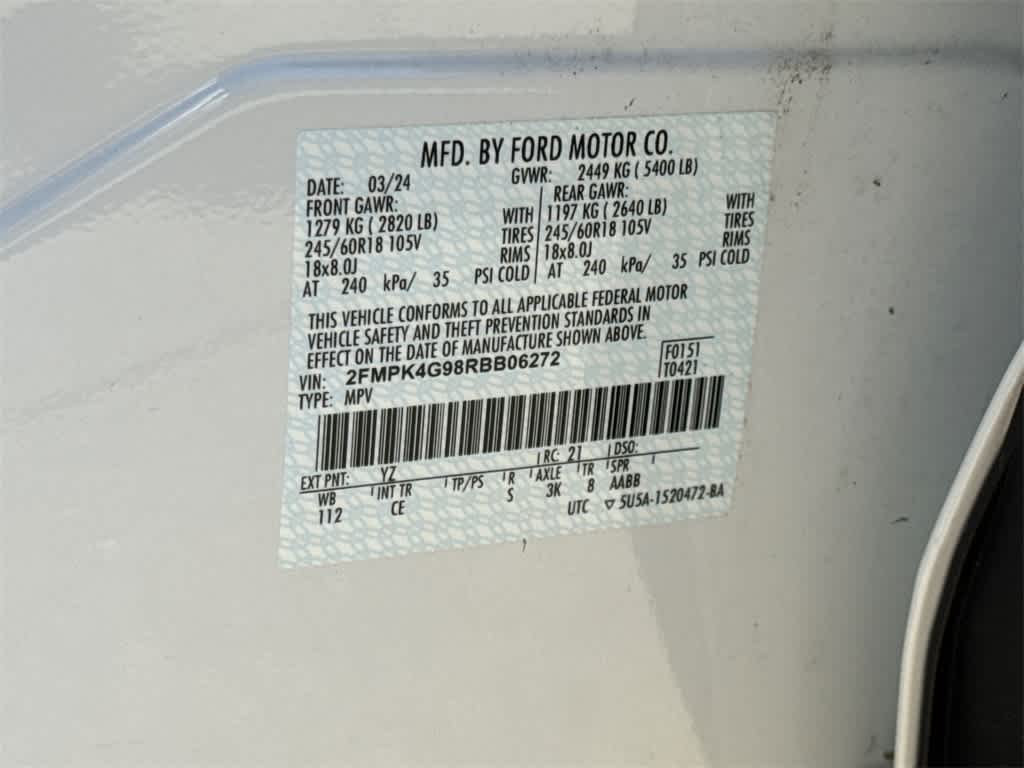 MFD. BY FORD MOTOR CO.
DATE: 03/24 GVWR: 2449 KG ( 5400 LB)
FRONT GAWR: REAR GAWR:
1279 KG ( 2820 LB) WITH 1197 KG ( 2640 LB) WITH
245/60R18 105V TIRES 245/60R18 105V TIRES
18x8.0J RIMS 18x8.0J RIMS
AT 240 kPa/ 35 PSI COLD AT 240 kPa/ 35 PSI COLD
THIS VEHICLE CONFORMS TO ALL APPLICABLE FEDERAL MOTOR
VEHICLE SAFETY AND THEFT PREVENTION STANDARDS IN
EFFECT ON THE DATE OF MANUFACTURE SHOWN ABOVE.
VIN: 2FMPK4G98RBB06272 F0151
TYPE: MPV T0421
EXT PNT: YZ RC: 21 DSO:
WB INT TR TP/PS R AXLE TR SPR
112 CE S 3K 8 AABB
UTC ▽ 5U5A-1520472-BA